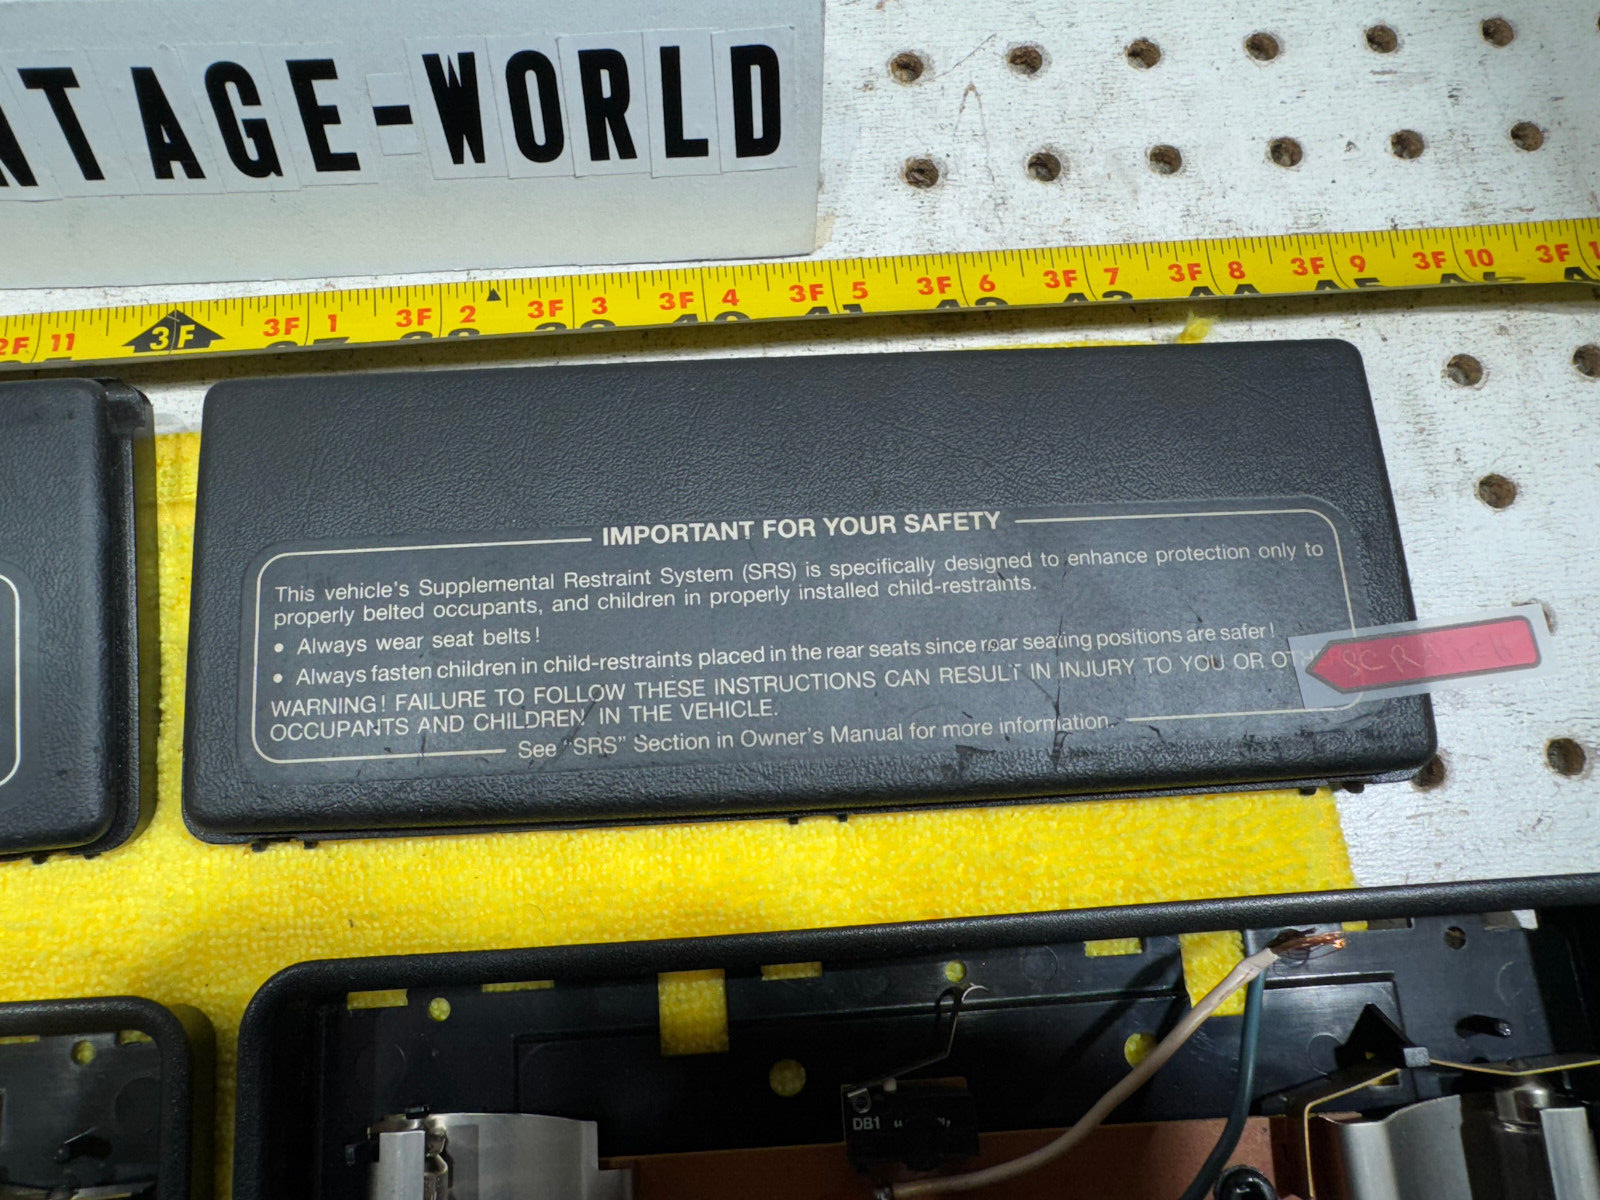 NTAGE-WORLD
2F 11 3F 3F 1 3F 2 3F 3 3F 4 3F 5 3F 6 3F 7 3F 8 3F 9 3F 10 3F
IMPORTANT FOR YOUR SAFETY
This vehicle's Supplemental Restraint System (SRS) is specifically designed to enhance protection only to
properly belted occupants, and children in properly installed child-restraints.
• Always wear seat belts!
• Always fasten children in child-restraints placed in the rear seats since rear seating positions are safer!
WARNING! FAILURE TO FOLLOW THESE INSTRUCTIONS CAN RESULT IN INJURY TO YOU OR OTH
OCCUPANTS AND CHILDREN IN THE VEHICLE.
See "SRS" Section in Owner's Manual for more information.
SCRATCH
DB1